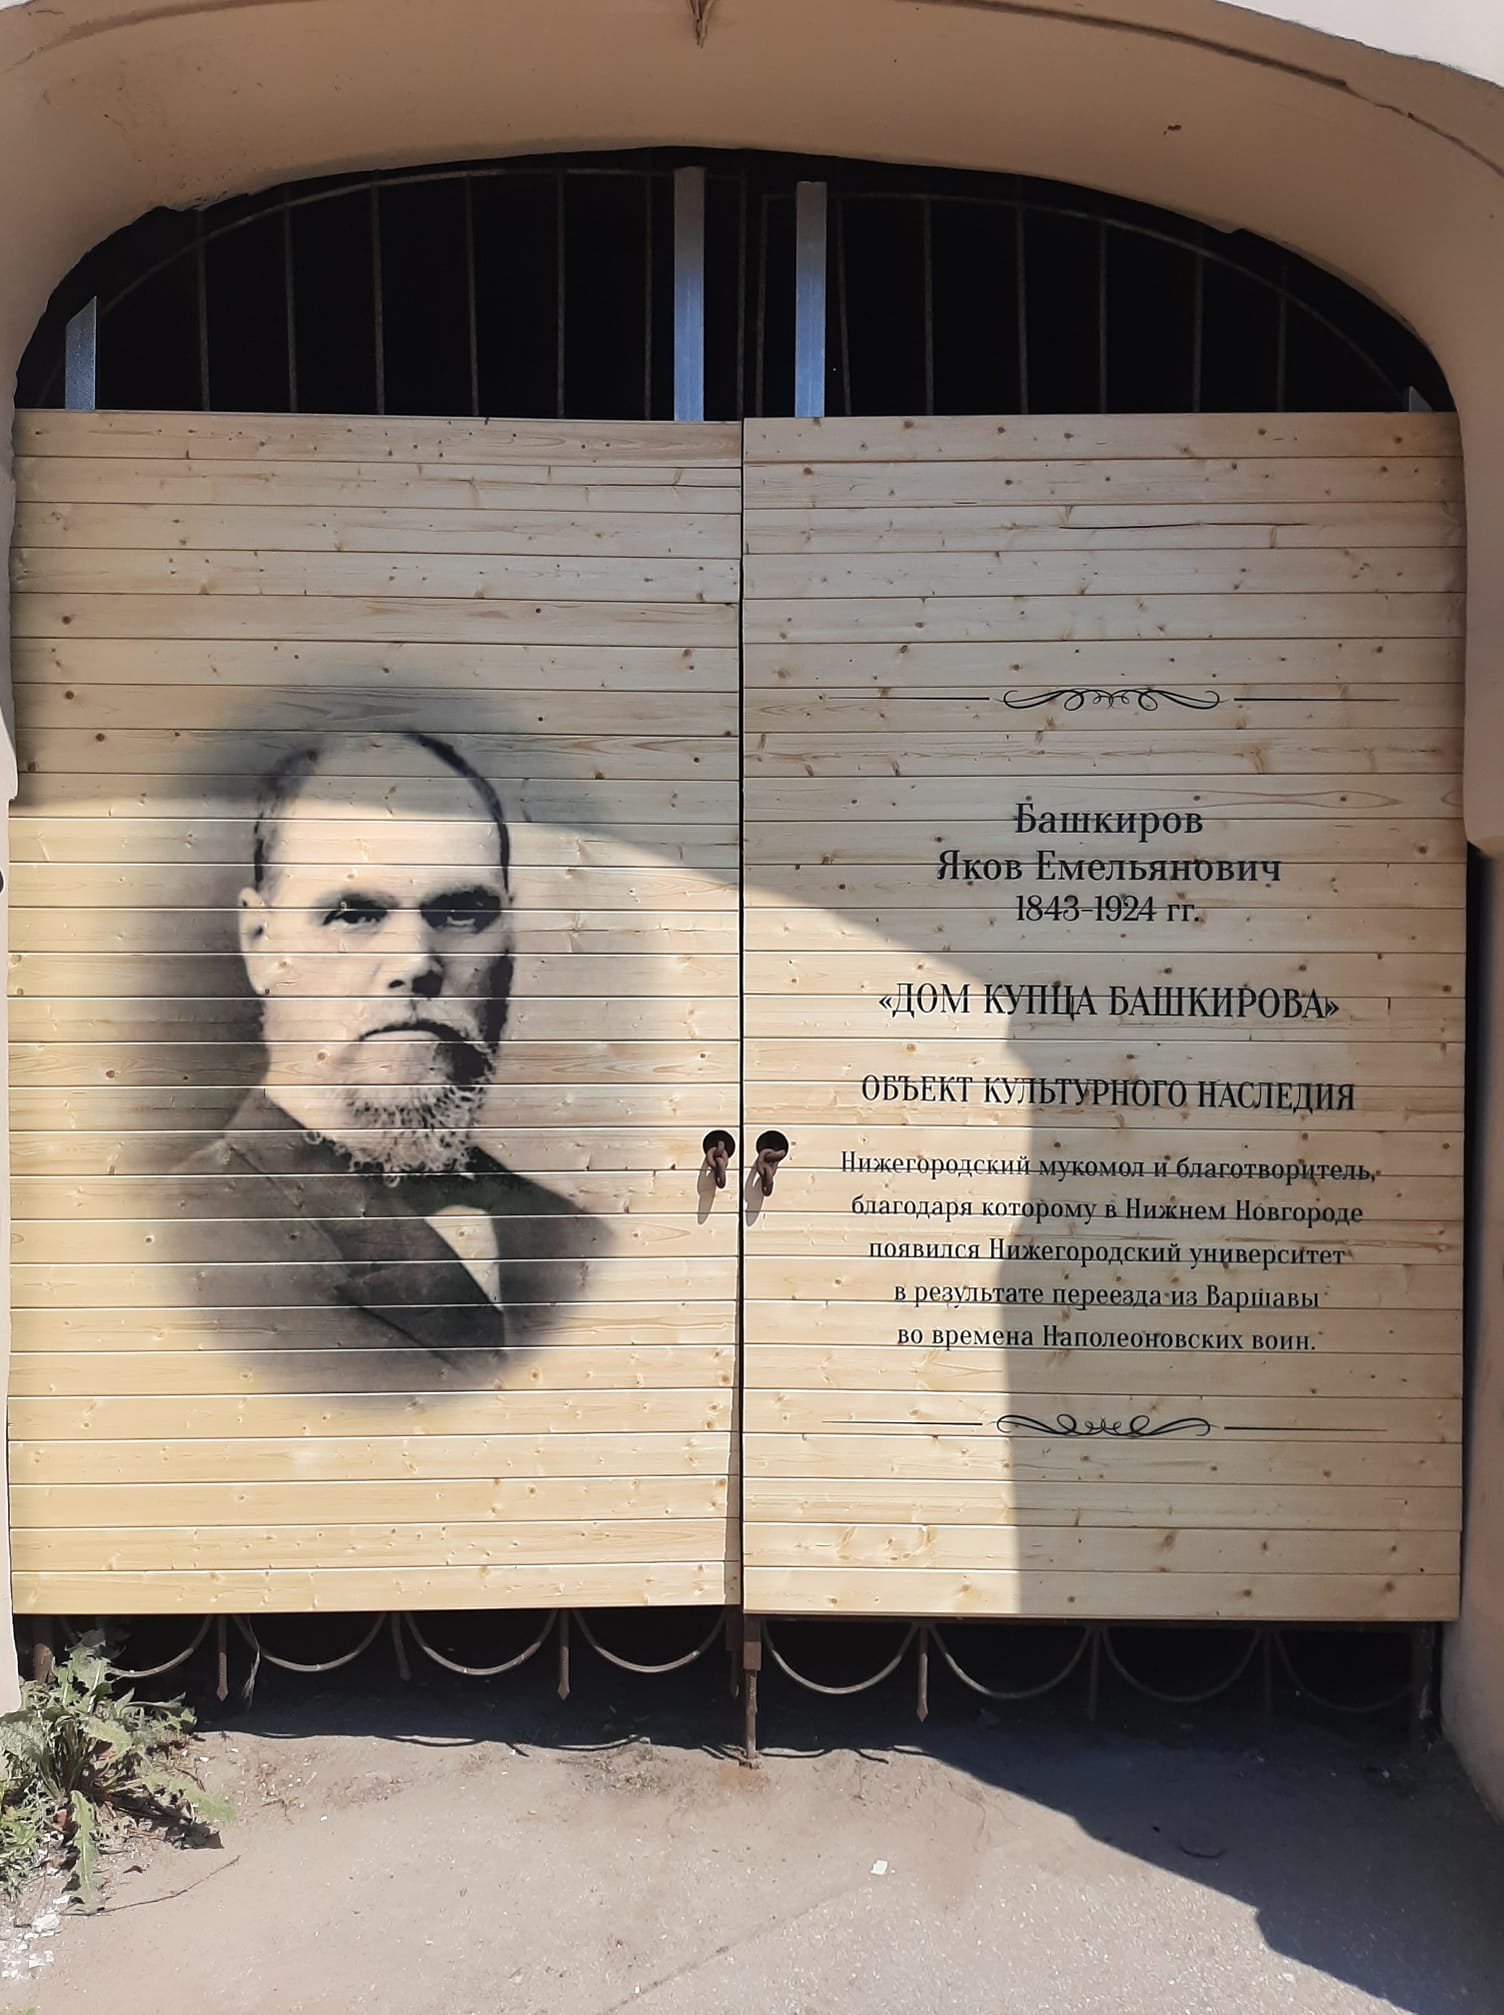 Башкиров
Яков Емельянович
1843-1924 гг.
«ДОМ КУПЦА БАШКИРОВА»
ОБЪЕКТ КУЛЬТУРНОГО НАСЛЕДИЯ
Нижегородский мукомол и благотворитель,
благодаря которому в Нижнем Новгороде
появился Нижегородский университет
в результате переезда из Варшавы
во времена Наполеоновских воин.